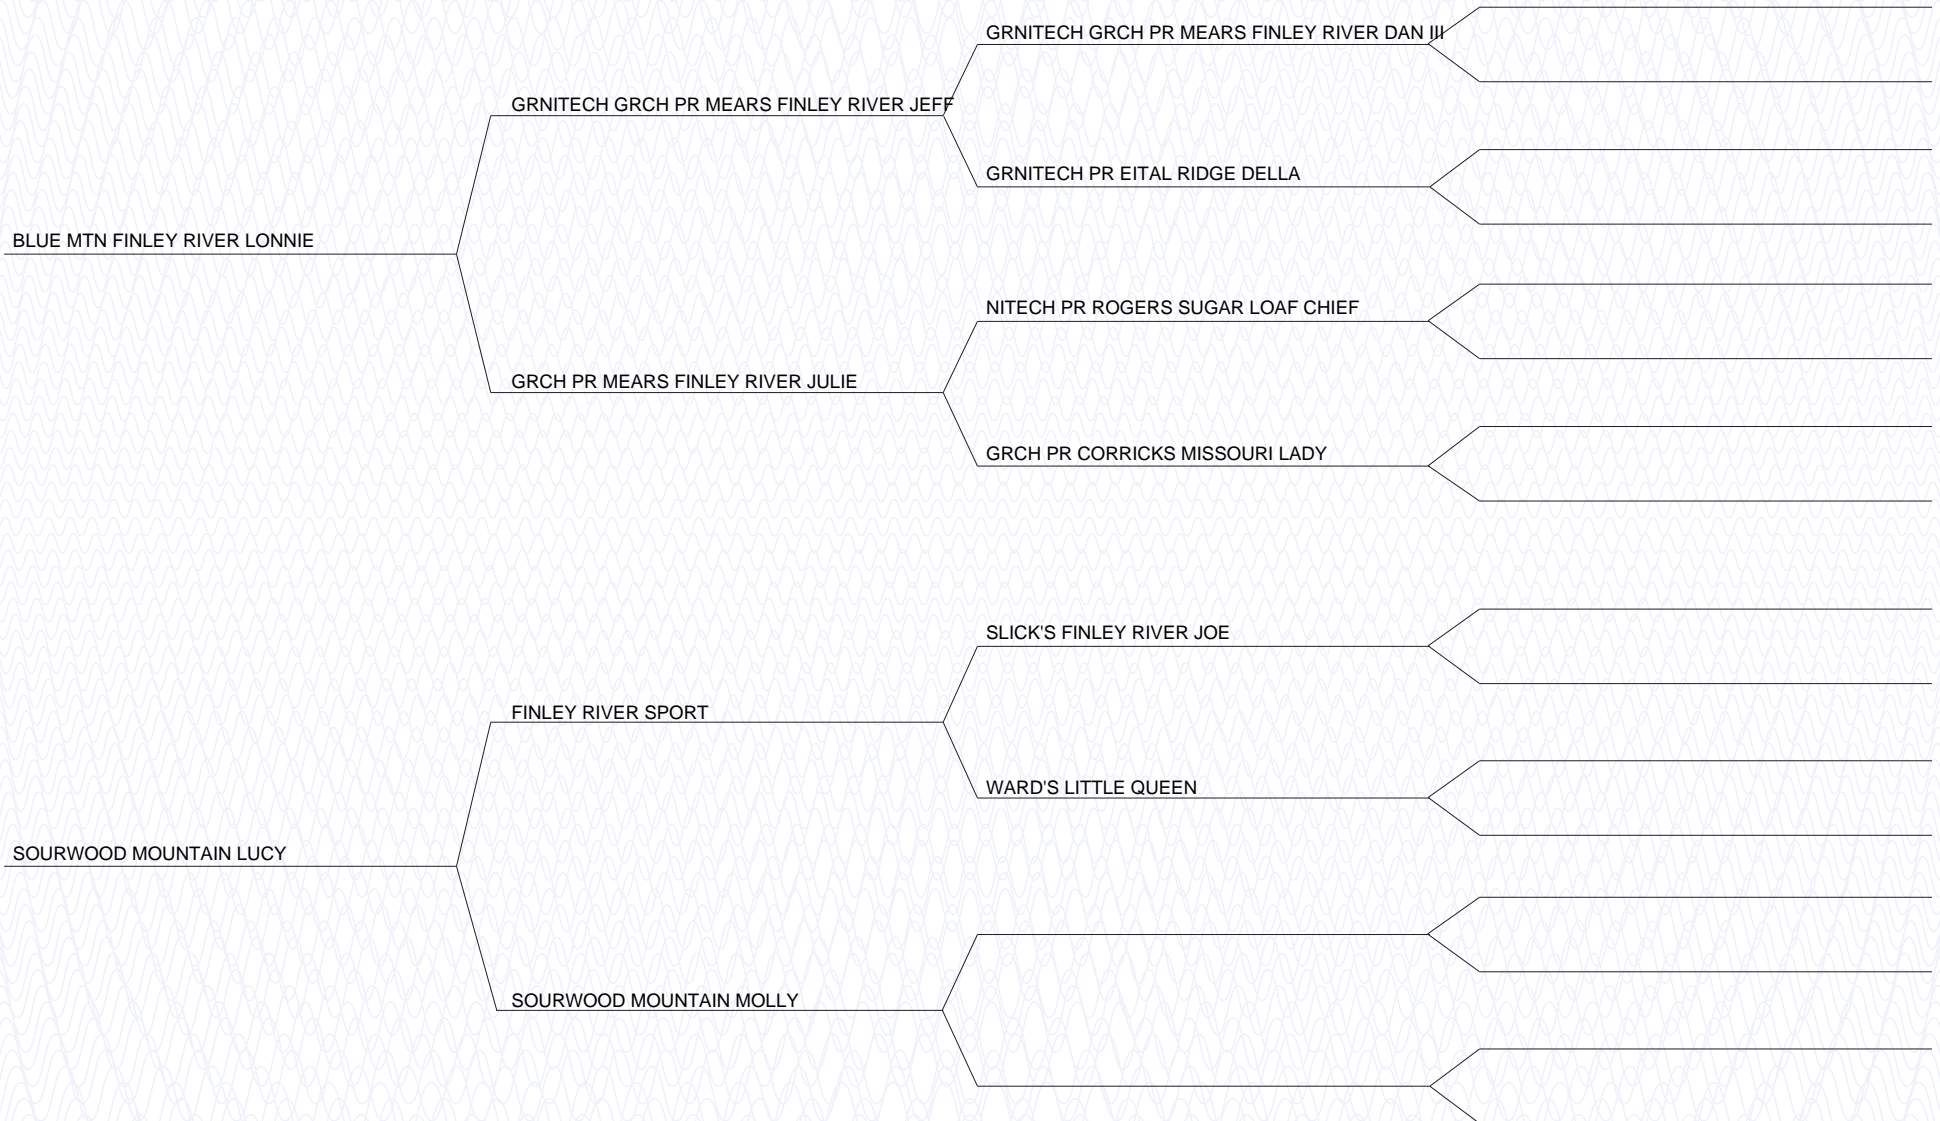 GRNITECH GRCH PR MEARS FINLEY RIVER DAN III
GRNITECH GRCH PR MEARS FINLEY RIVER JEFF
GRNITECH PR EITAL RIDGE DELLA
BLUE MTN FINLEY RIVER LONNIE
NITECH PR ROGERS SUGAR LOAF CHIEF
GRCH PR MEARS FINLEY RIVER JULIE
GRCH PR CORRICKS MISSOURI LADY
SLICK'S FINLEY RIVER JOE
FINLEY RIVER SPORT
WARD'S LITTLE QUEEN
SOURWOOD MOUNTAIN LUCY
SOURWOOD MOUNTAIN MOLLY